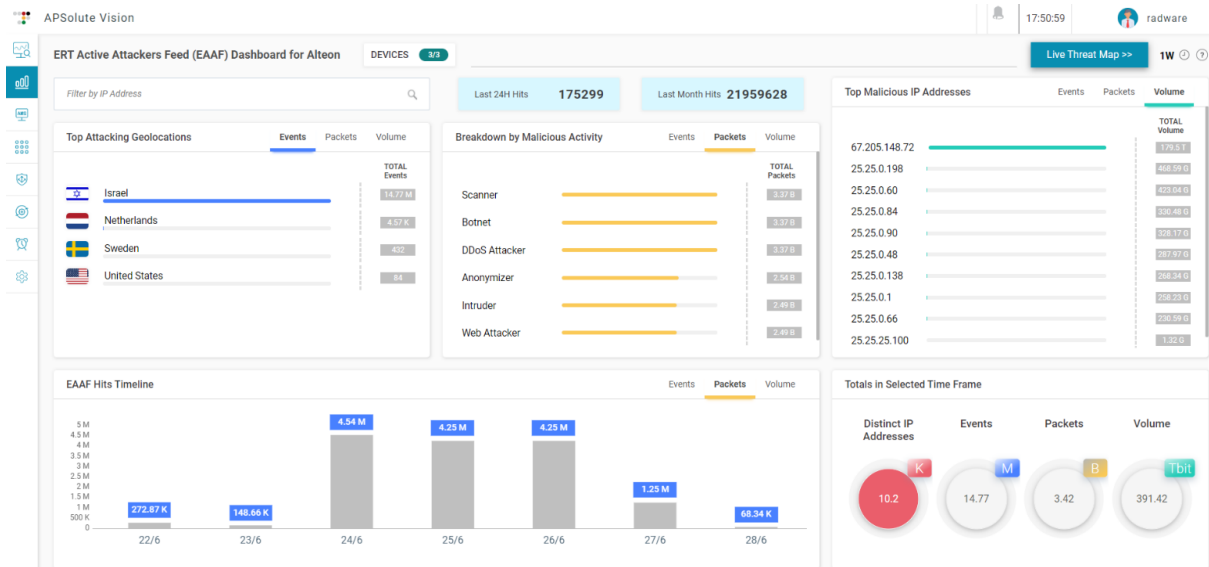 APSolute Vision
17:50:59
radware
ERT Active Attackers Feed (EAAF) Dashboard for Alteon
DEVICES 3/3
Live Threat Map >>
1W
?
Filter by IP Address
Last 24H Hits 175299
Last Month Hits 21959628
Top Attacking Geolocations
Events Packets Volume
TOTAL
Events
Israel 14.77 M
Netherlands 4.57 K
Sweden 432
United States 84
Breakdown by Malicious Activity
Events Packets Volume
TOTAL
Packets
Scanner 3.37 B
Botnet 3.37 B
DDoS Attacker 3.37 B
Anonymizer 2.54 B
Intruder 2.49 B
Web Attacker 2.49 B
Top Malicious IP Addresses
Events Packets Volume
TOTAL
Volume
67.205.148.72 179.5 T
25.25.0.198 468.59 G
25.25.0.60 423.04 G
25.25.0.84 330.48 G
25.25.0.90 328.17 G
25.25.0.48 287.97 G
25.25.0.138 268.34 G
25.25.0.1 258.23 G
25.25.0.66 230.59 G
25.25.25.100 1.32 G
EAAF Hits Timeline
Events Packets Volume
5 M
4.5 M
4 M
3.5 M
3 M
2.5 M
2 M
1.5 M
1 M
500 K
0
272.87 K
148.66 K
4.54 M
4.25 M
4.25 M
1.25 M
68.34 K
22/6 23/6 24/6 25/6 26/6 27/6 28/6
Totals in Selected Time Frame
Distinct IP
Addresses
Events
Packets
Volume
K M B Tbit
10.2 14.77 3.42 391.42